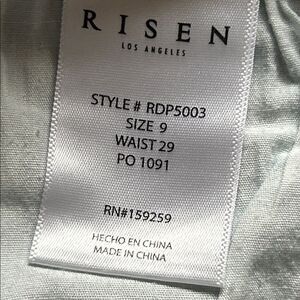 RISEN
LOS ANGELES
STYLE # RDP5003
SIZE 9
WAIST 29
PO 1091
RN#159259
HECHO EN CHINA
MADE IN CHINA